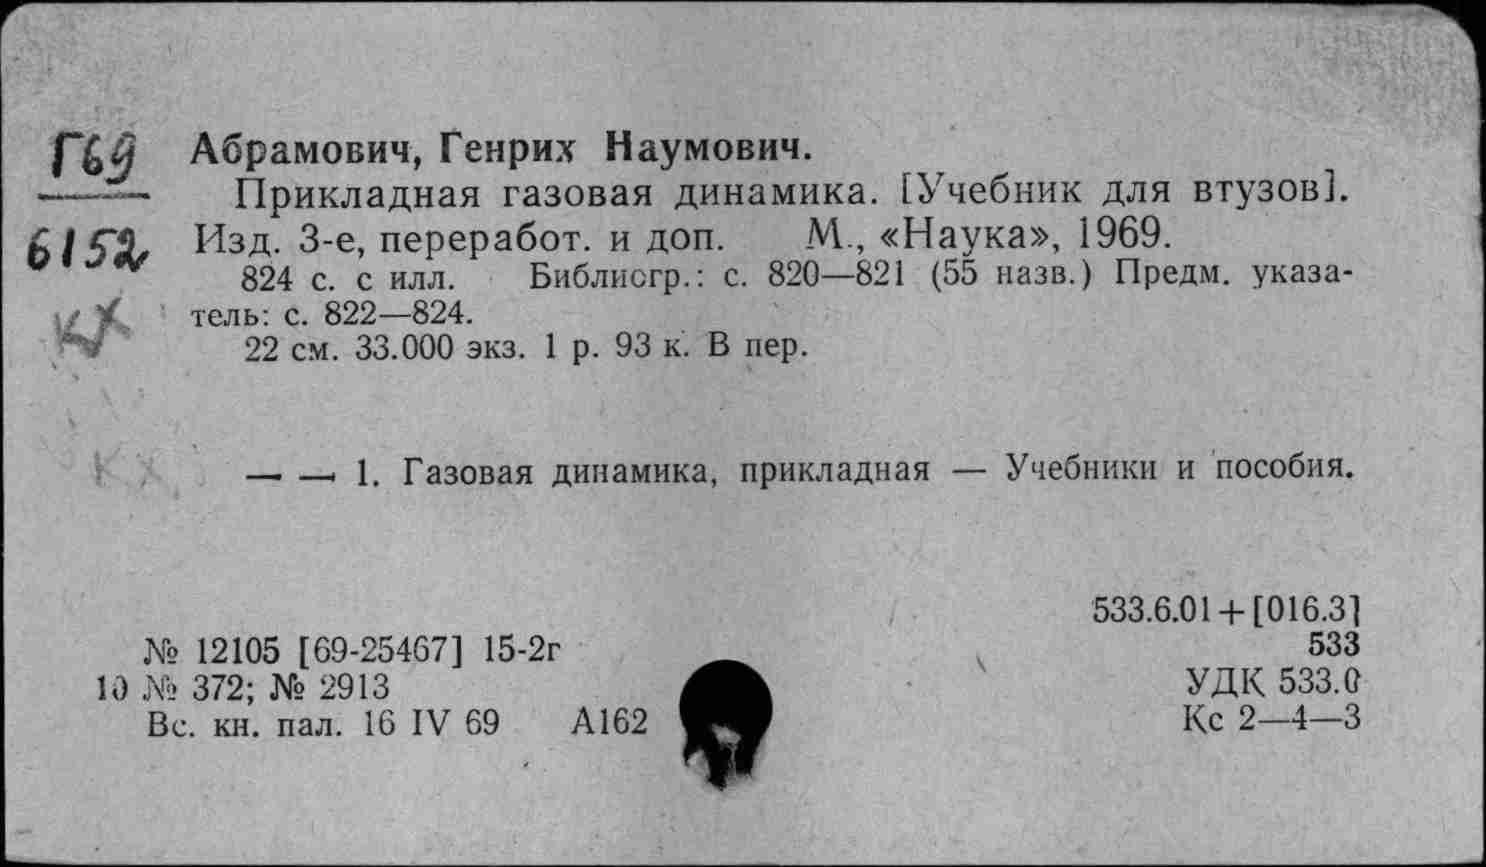 Г69
6152
Абрамович, Генрих Наумович.
Прикладная газовая динамика. [Учебник для втузов].
Изд. 3-е, переработ. и доп. М., «Наука», 1969.
824 с. с илл. Библиогр.: с. 820—821 (55 назв.) Предм. указа-
тель: с. 822—824.
22 см. 33.000 экз. 1 р. 93 к. В пер.
— — 1. Газовая динамика, прикладная — Учебники и пособия.
533.6.01+[016.3]
№ 12105 [69-25467] 15-2г 533
10 № 372; № 2913 УДК 533.6
Вс. кн. пал. 16 IV 69 А162 Кс 2—4—3